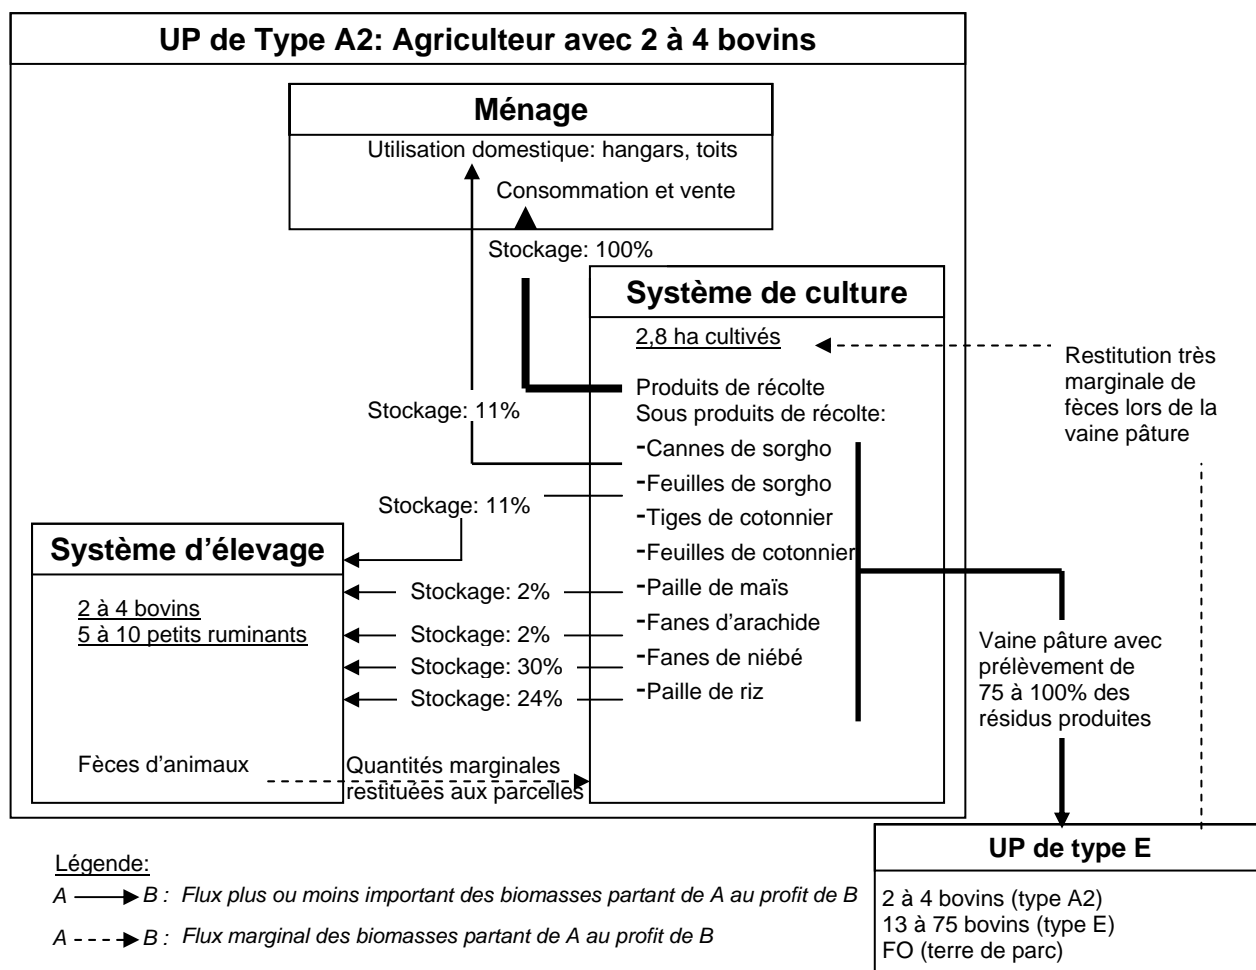 UP de Type A2: Agriculteur avec 2 à 4 bovins
Ménage
Utilisation domestique: hangars, toits
Consommation et vente
Stockage: 100%
Système de culture
2,8 ha cultivés
Produits de récolte
Sous produits de récolte:
-Cannes de sorgho
-Feuilles de sorgho
-Tiges de cotonnier
-Feuilles de cotonnier
-Paille de maïs
-Fanes d'arachide
-Fanes de niébé
-Paille de riz
Stockage: 11%
Stockage: 11%
Stockage: 2%
Stockage: 2%
Stockage: 30%
Stockage: 24%
Système d'élevage
2 à 4 bovins
5 à 10 petits ruminants
Fèces d'animaux
Quantités marginales
restituées aux parcelles
Restitution très
marginale de
fèces lors de la
vaine pâture
Vaine pâture avec
prélèvement de
75 à 100% des
résidus produites
UP de type E
2 à 4 bovins (type A2)
13 à 75 bovins (type E)
FO (terre de parc)
Légende:
A B : Flux plus ou moins important des biomasses partant de A au profit de B
A B : Flux marginal des biomasses partant de A au profit de B